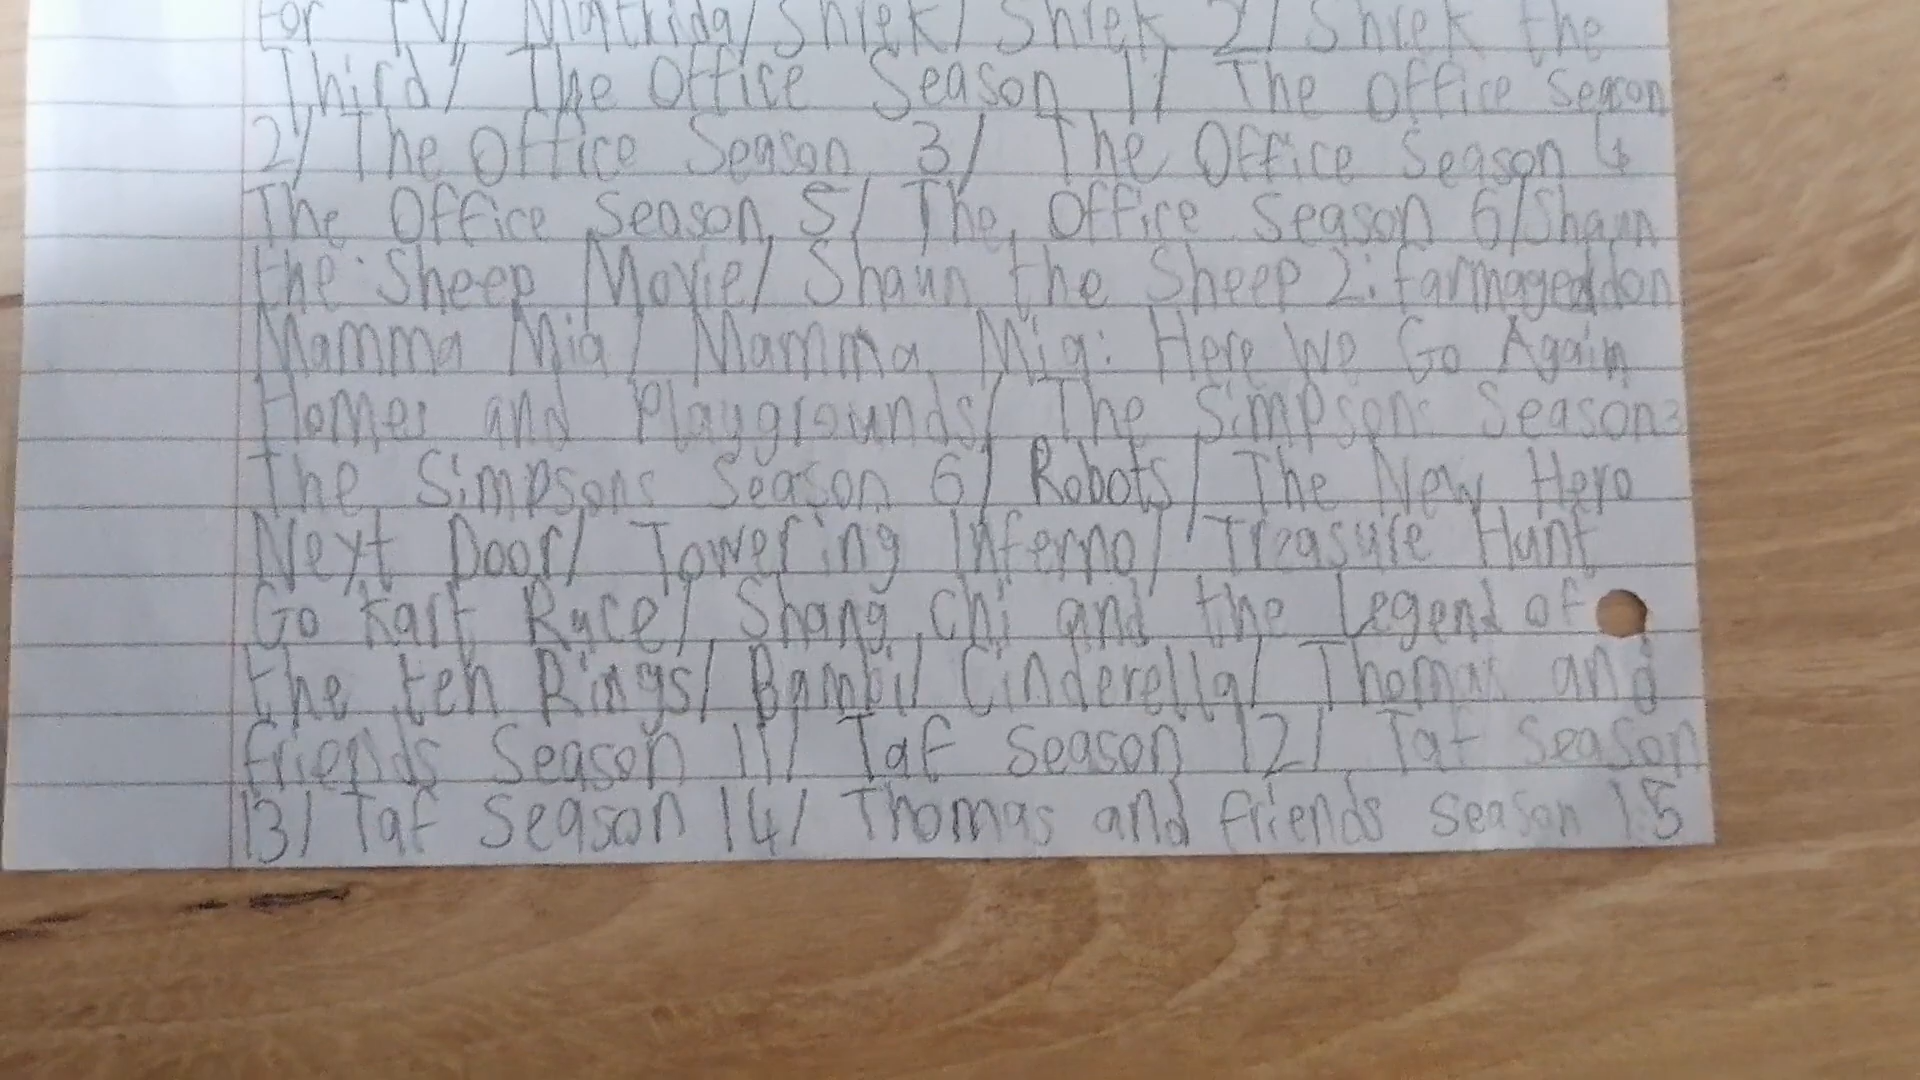 for TV/ Matkida/ Shrek/ Shrek 2/ Shrek the
Third/ The Office Season 1/ The Office Season
2/ The Office Season 3/ The Office Season 4
The Office Season 5/ The Office Season 6/ Shaun
the Sheep Movie/ Shaun the Sheep 2: farmageddon
Mamma Mia/ Mamma Mia: Here We Go Again
Homes and Playgrounds/ The Simpsons Season 3
The Simpsons Season 6/ Robots/ The New Hero
Next Door/ Towering Inferno/ Treasure Hunt
Go Kart Race/ Shang chi and the Legend of
the ten Rings/ Bambi/ Cinderella/ Thomas and
friends Season 11/ Taf Season 12/ Taf Season
13/ Taf Season 14/ Thomas and friends Season 15